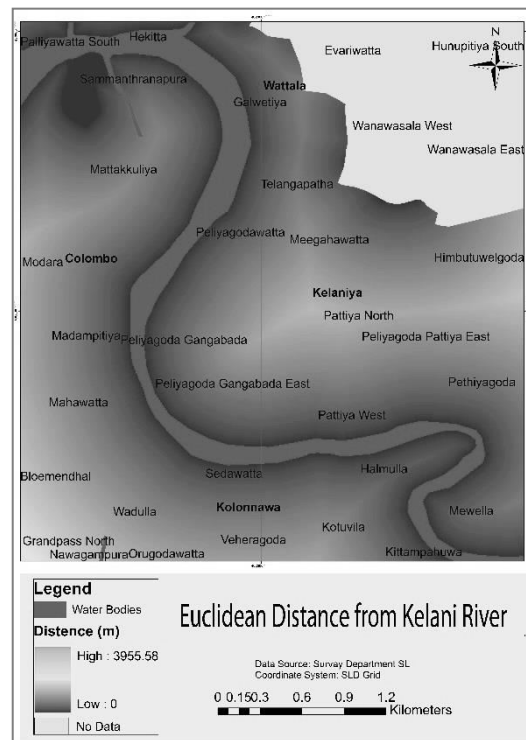 Hekitta
Palliyawatta South
Evariwatta
Hunupitiya South
N
Sammanthranapura
Wattala
Galwetiya
Wanawasala West
Wanawasala East
Mattakkuliya
Telangapatha
Peliyagodawatta
Meegahawatta
Modara
Colombo
Himbutuwelgoda
Kelaniya
Pattiya North
Madampitiya
Peliyagoda Gangabada
Peliyagoda Pattiya East
Peliyagoda Gangabada East
Pethiyagoda
Mahawatta
Pattiya West
Bloemendhal
Sedawatta
Halmulla
Wadulla
Kolonnawa
Mewella
Kotuvila
Grandpass North
Veheragoda
Nawagampura
Orugodawatta
Kittampahuwa
Legend
Water Bodies
Distence (m)
High : 3955.58
Low : 0
No Data
Euclidean Distance from Kelani River
Data Source: Survay Department SL
Coordinate System: SLD Grid
0 0.15 0.3 0.6 0.9 1.2
Kilometers